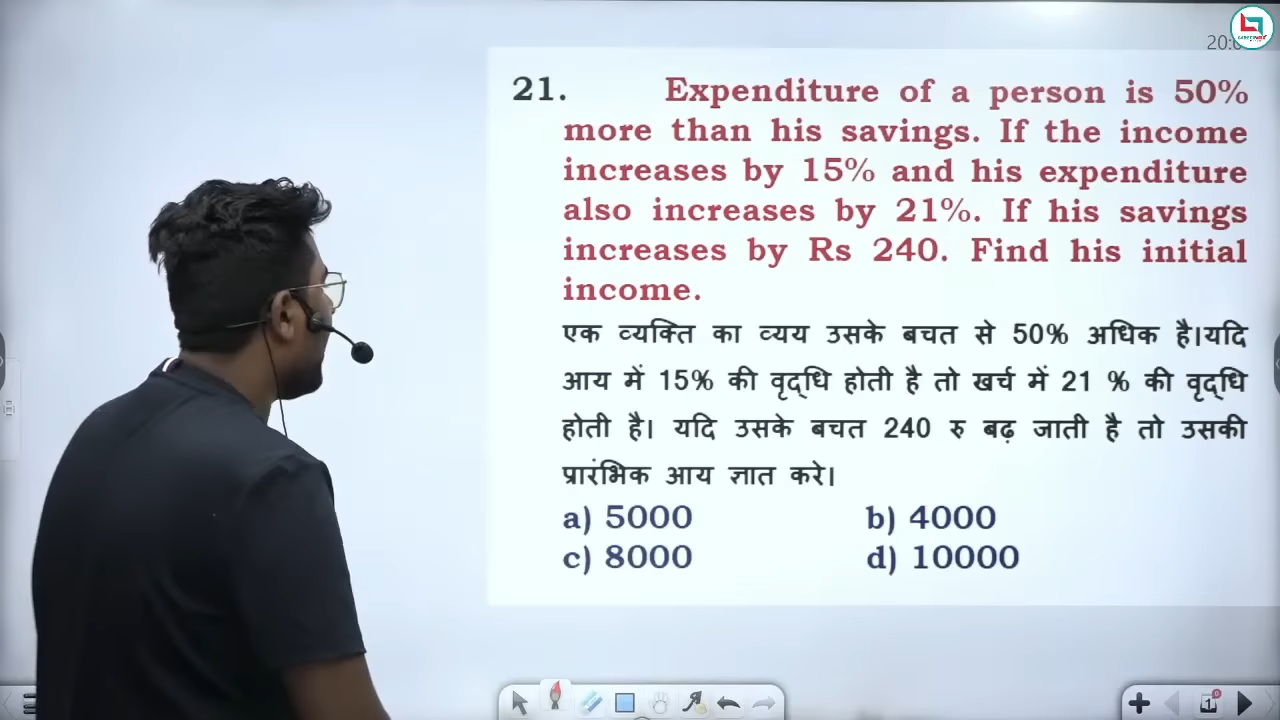 20:
21. Expenditure of a person is 50%
more than his savings. If the income
increases by 15% and his expenditure
also increases by 21%. If his savings
increases by Rs 240. Find his initial
income.
एक व्यक्ति का व्यय उसके बचत से 50% अधिक है।यदि
आय में 15% की वृद्धि होती है तो खर्च में 21 % की वृद्धि
होती है। यदि उसके बचत 240 रु बढ़ जाती है तो उसकी
प्रारंभिक आय ज्ञात करे।
a) 5000 b) 4000
c) 8000 d) 10000
1